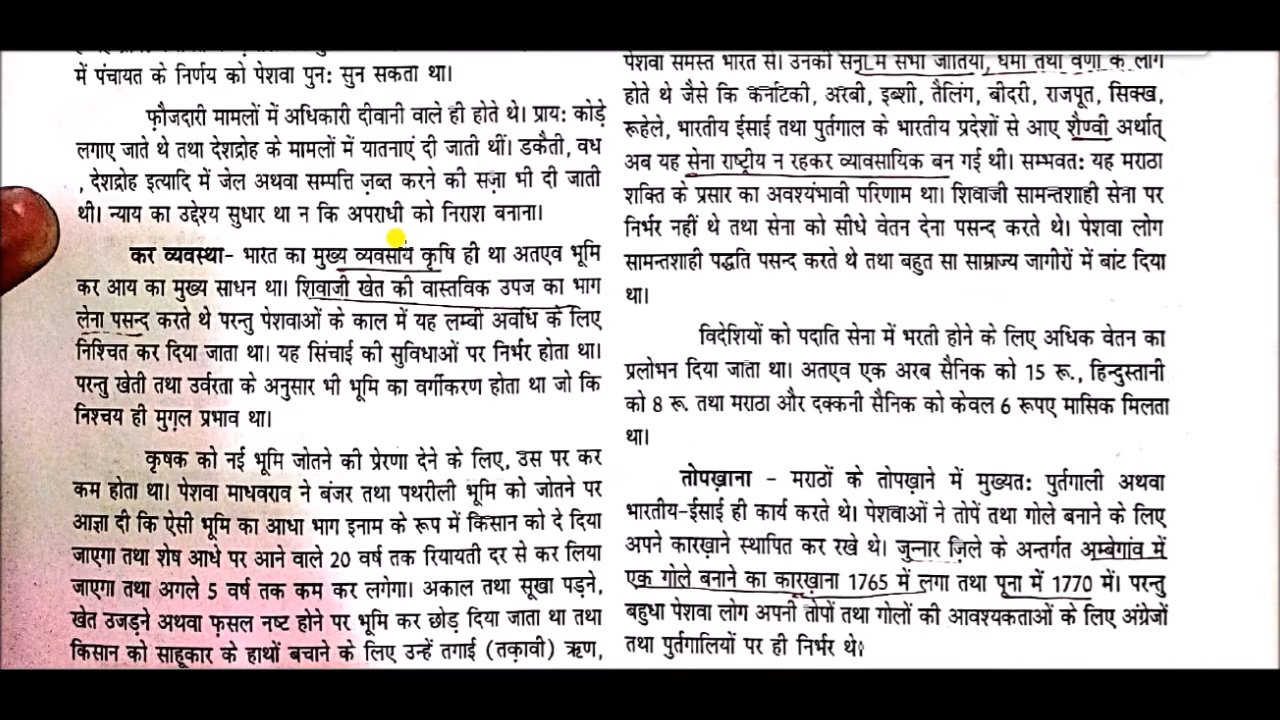 में पंचायत के निर्णय को पेशवा पुन: सुन सकता था।
फ़ौजदारी मामलों में अधिकारी दीवानी वाले ही होते थे। प्राय: कोड़े
लगाए जाते थे तथा देशद्रोह के मामलों में यातनाएं दी जाती थीं। डकैती, वध
, देशद्रोह इत्यादि में जेल अथवा सम्पत्ति ज़ब्त करने की सज़ा भी दी जाती
थी। न्याय का उद्देश्य सुधार था न कि अपराधी को निराश बनाना।
कर व्यवस्था- भारत का मुख्य व्यवसाय कृषि ही था अतएव भूमि
कर आय का मुख्य साधन था। शिवाजी खेत की वास्तविक उपज का भाग
लेना पसन्द करते थे परन्तु पेशवाओं के काल में यह लम्बी अवधि के लिए
निश्चित कर दिया जाता था। यह सिंचाई की सुविधाओं पर निर्भर होता था।
परन्तु खेती तथा उर्वरता के अनुसार भी भूमि का वर्गीकरण होता था जो कि
निश्चय ही मुग़ल प्रभाव था।
कृषक को नई भूमि जोतने की प्रेरणा देने के लिए, उस पर कर
कम होता था। पेशवा माधवराव ने बंजर तथा पथरीली भूमि को जोतने पर
आज्ञा दी कि ऐसी भूमि का आधा भाग इनाम के रूप में किसान को दे दिया
जाएगा तथा शेष आधे पर आने वाले 20 वर्ष तक रियायती दर से कर लिया
जाएगा तथा अगले 5 वर्ष तक कम कर लगेगा। अकाल तथा सूखा पड़ने,
खेत उजड़ने अथवा फ़सल नष्ट होने पर भूमि कर छोड़ दिया जाता था तथा
किसान को साहूकार के हाथों बचाने के लिए उन्हें तगाई (तक़ावी) ऋण,
पेशवा समस्त भारत से। उनकी सेना में सभी जातियों, धर्मों तथा वर्णों के लोग
होते थे जैसे कि कर्नाटकी, अरबी, इब्शी, तैलिंग, बीदरी, राजपूत, सिक्ख,
रूहेले, भारतीय ईसाई तथा पुर्तगाल के भारतीय प्रदेशों से आए शैण्वी अर्थात्
अब यह सेना राष्ट्रीय न रहकर व्यावसायिक बन गई थी। सम्भवत: यह मराठा
शक्ति के प्रसार का अवश्यंभावी परिणाम था। शिवाजी सामन्तशाही सेना पर
निर्भर नहीं थे तथा सेना को सीधे वेतन देना पसन्द करते थे। पेशवा लोग
सामन्तशाही पद्धति पसन्द करते थे तथा बहुत सा साम्राज्य जागीरों में बांट दिया
था।
विदेशियों को पदाति सेना में भरती होने के लिए अधिक वेतन का
प्रलोभन दिया जाता था। अतएव एक अरब सैनिक को 15 रू., हिन्दुस्तानी
को 8 रू. तथा मराठा और दक्कनी सैनिक को केवल 6 रूपए मासिक मिलता
था।
तोपख़ाना - मराठों के तोपख़ाने में मुख्यत: पुर्तगाली अथवा
भारतीय-ईसाई ही कार्य करते थे। पेशवाओं ने तोपें तथा गोले बनाने के लिए
अपने कारख़ाने स्थापित कर रखे थे। जुन्नार ज़िले के अन्तर्गत अम्बेगांव में
एक गोले बनाने का कारख़ाना 1765 में लगा तथा पूना में 1770 में। परन्तु
बहुधा पेशवा लोग अपनी तोपों तथा गोलों की आवश्यकताओं के लिए अंग्रेजों
तथा पुर्तगालियों पर ही निर्भर थे।